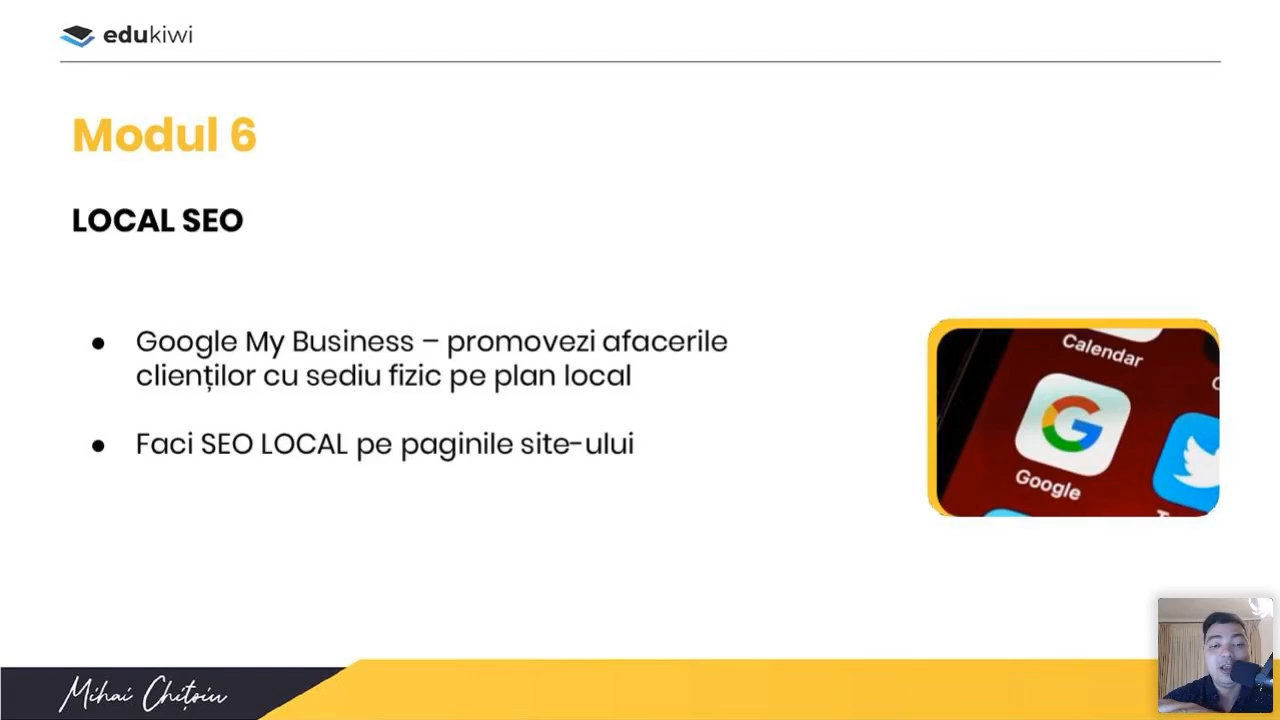 edukiwi
Modul 6
LOCAL SEO
● Google My Business – promovezi afacerile
clienților cu sediu fizic pe plan local
● Faci SEO LOCAL pe paginile site-ului
Calendar
Google
Mihai Chițoiu